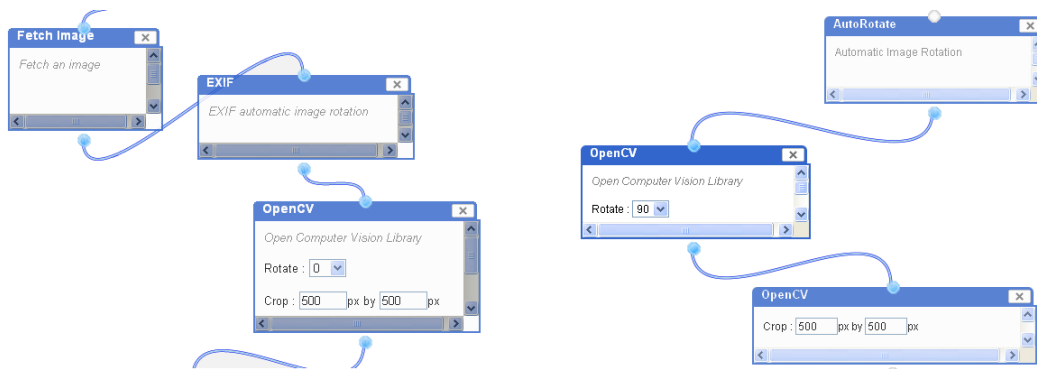 Fetch Image
Fetch an image
EXIF
EXIF automatic image rotation
OpenCV
Open Computer Vision Library
Rotate : 0
Crop : 500 px by 500 px
AutoRotate
Automatic Image Rotation
OpenCV
Open Computer Vision Library
Rotate : 90
OpenCV
Crop : 500 px by 500 px